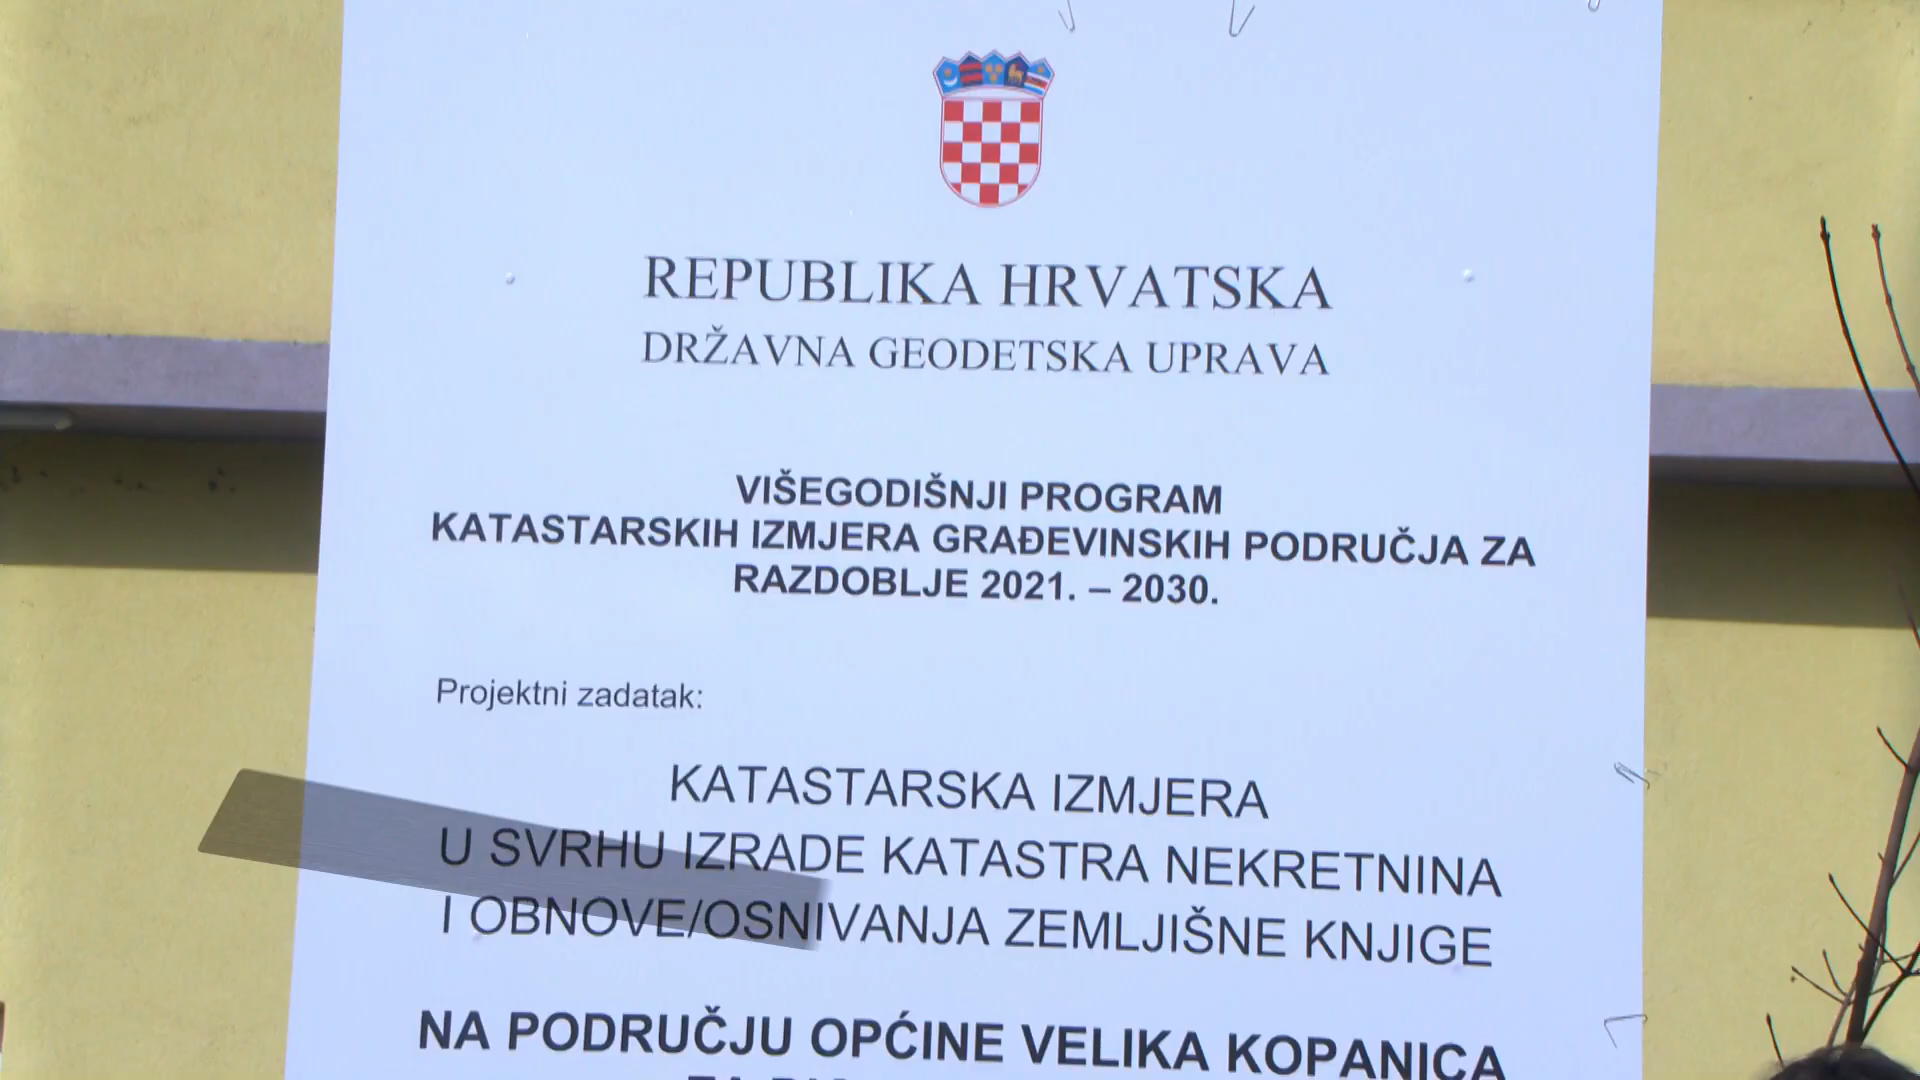 REPUBLIKA HRVATSKA
DRŽAVNA GEODETSKA UPRAVA
VIŠEGODIŠNJI PROGRAM
KATASTARSKIH IZMJERA GRAĐEVINSKIH PODRUČJA ZA
RAZDOBLJE 2021. – 2030.
Projektni zadatak:
KATASTARSKA IZMJERA
U SVRHU IZRADE KATASTRA NEKRETNINA
I OBNOVE/OSNIVANJA ZEMLJIŠNE KNJIGE
NA PODRUČJU OPĆINE VELIKA KOPANICA